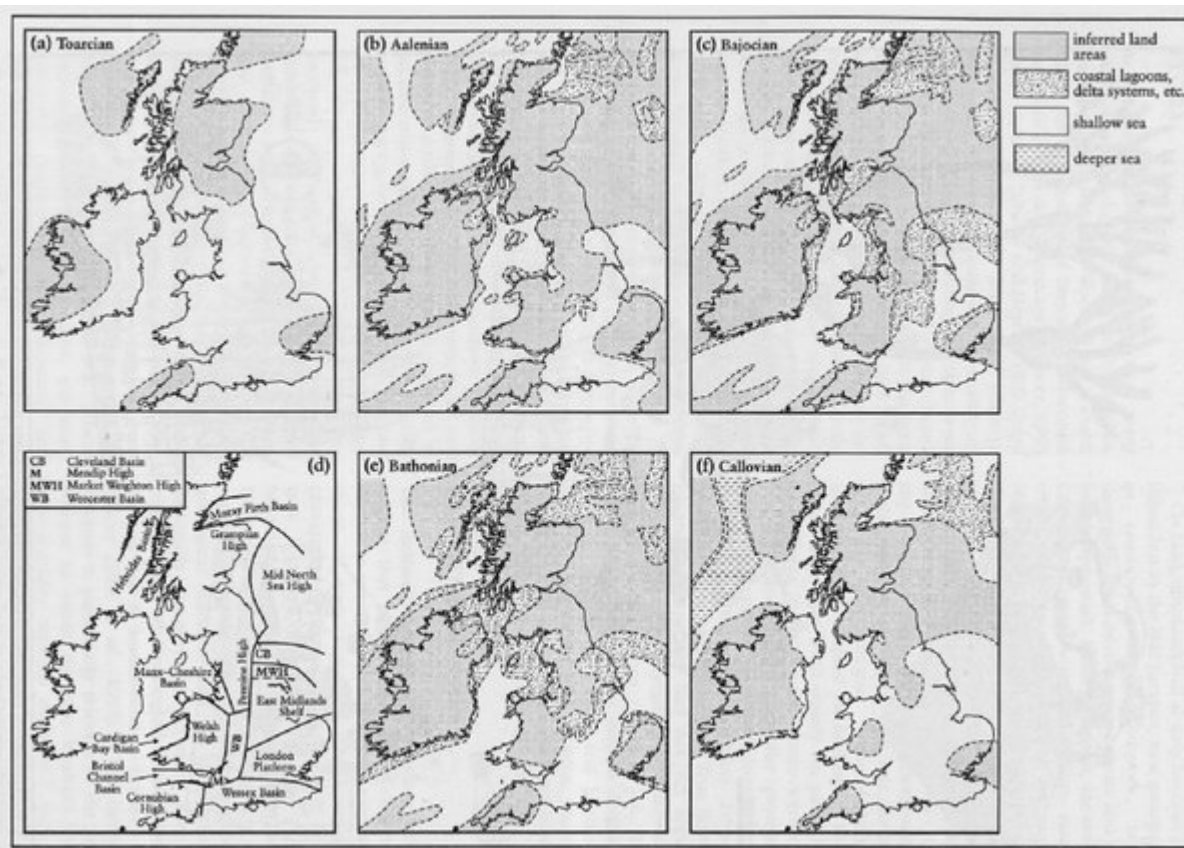 (a) Toarcian
(b) Aalenian
(c) Bajocian
inferred land
areas
coastal lagoons,
delta systems, etc.
shallow sea
deeper sea
CB Cleveland Basin
M Mendip High
MWH Market Weighton High
WB Worcester Basin
(d)
Moray Firth Basin
Grampian
High
Hebrides Basin
Mid North
Sea High
CB
MWH
Pennine High
Manx–Cheshire
Basin
East Midlands
Shelf
Welsh
High
WB
Cardigan
Bay Basin
London
Platform
Bristol
Channel
Basin
M
Wessex Basin
Cornubian
High
(e) Bathonian
(f) Callovian